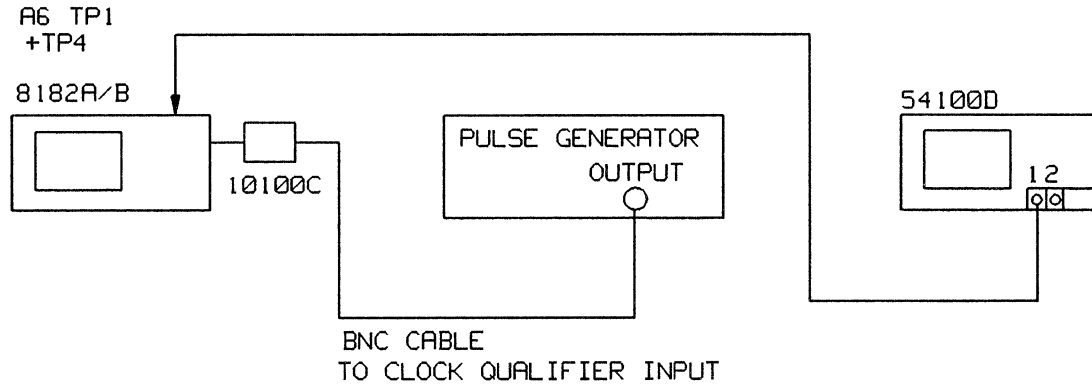 A6 TP1
+TP4
8182A/B
10100C
PULSE GENERATOR
OUTPUT
54100D
1 2
BNC CABLE
TO CLOCK QUALIFIER INPUT